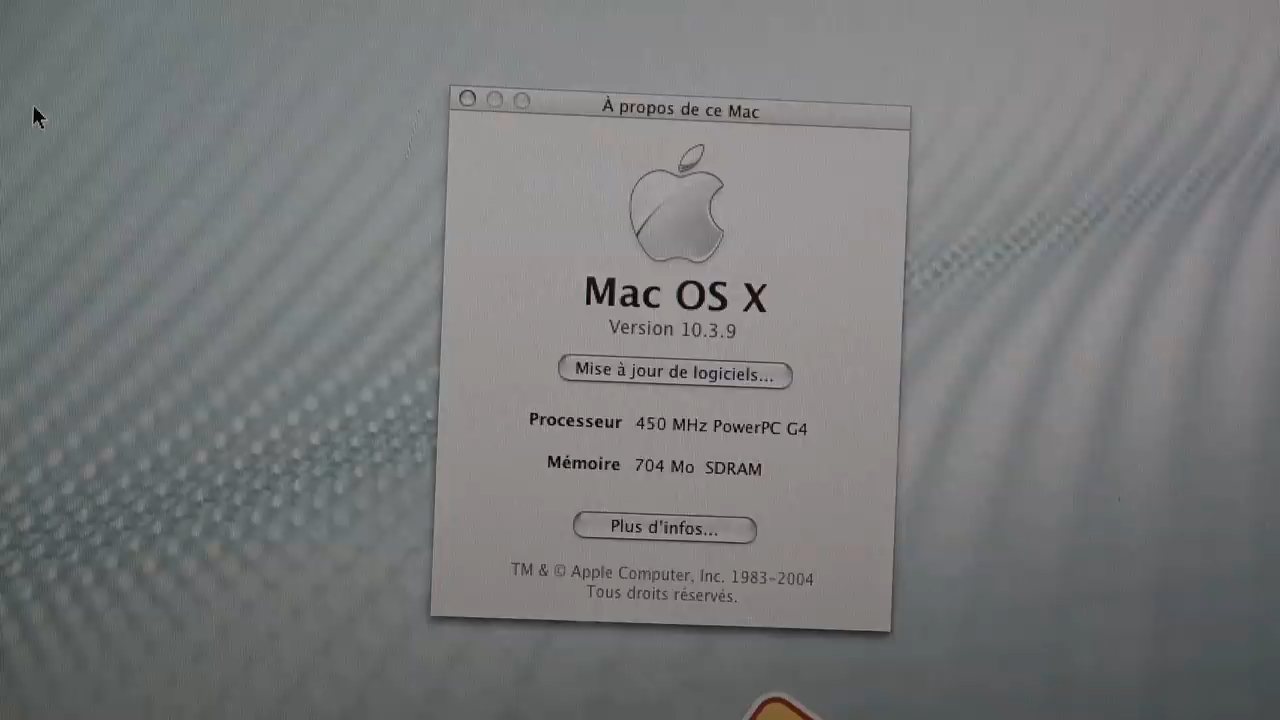 À propos de ce Mac
Mac OS X
Version 10.3.9
Mise à jour de logiciels...
Processeur 450 MHz PowerPC G4
Mémoire 704 Mo SDRAM
Plus d'infos...
TM & © Apple Computer, Inc. 1983-2004
Tous droits réservés.